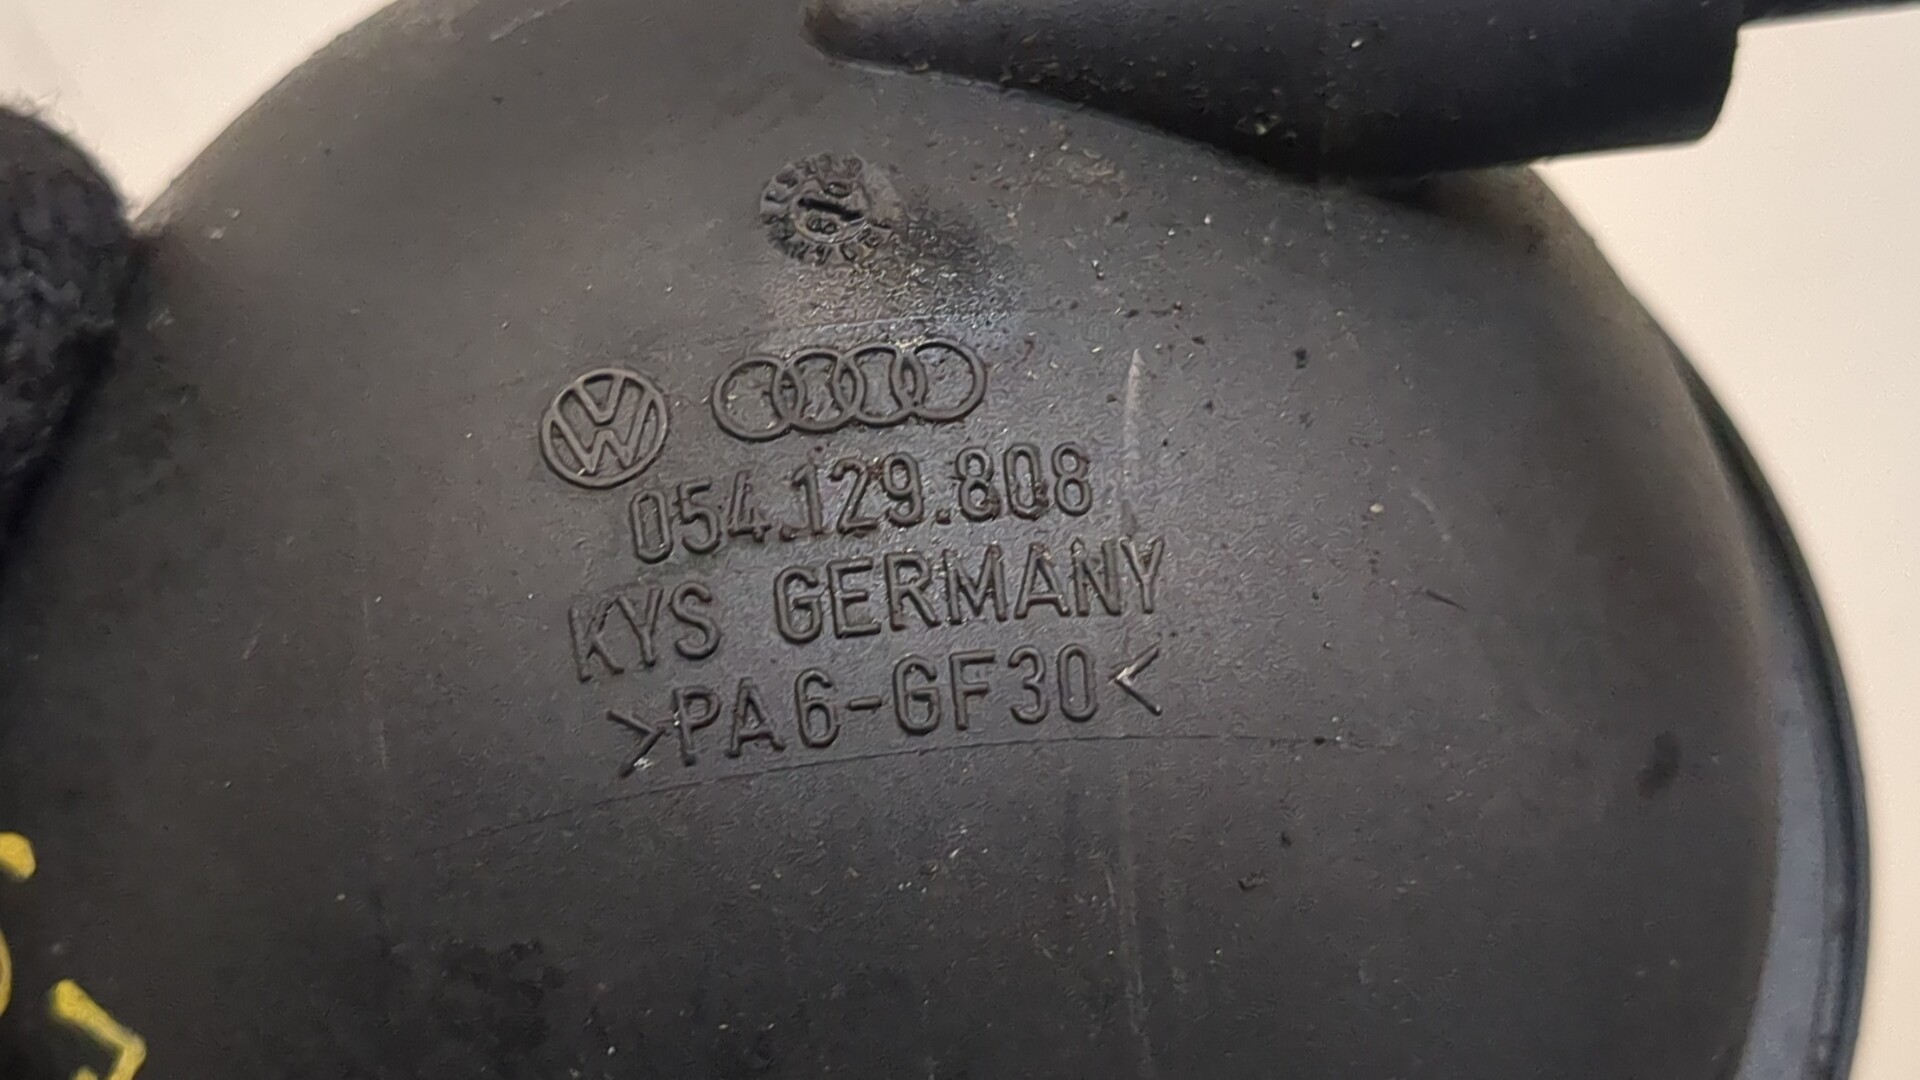 054.129.808
KYS GERMANY
>PA6-GF30<